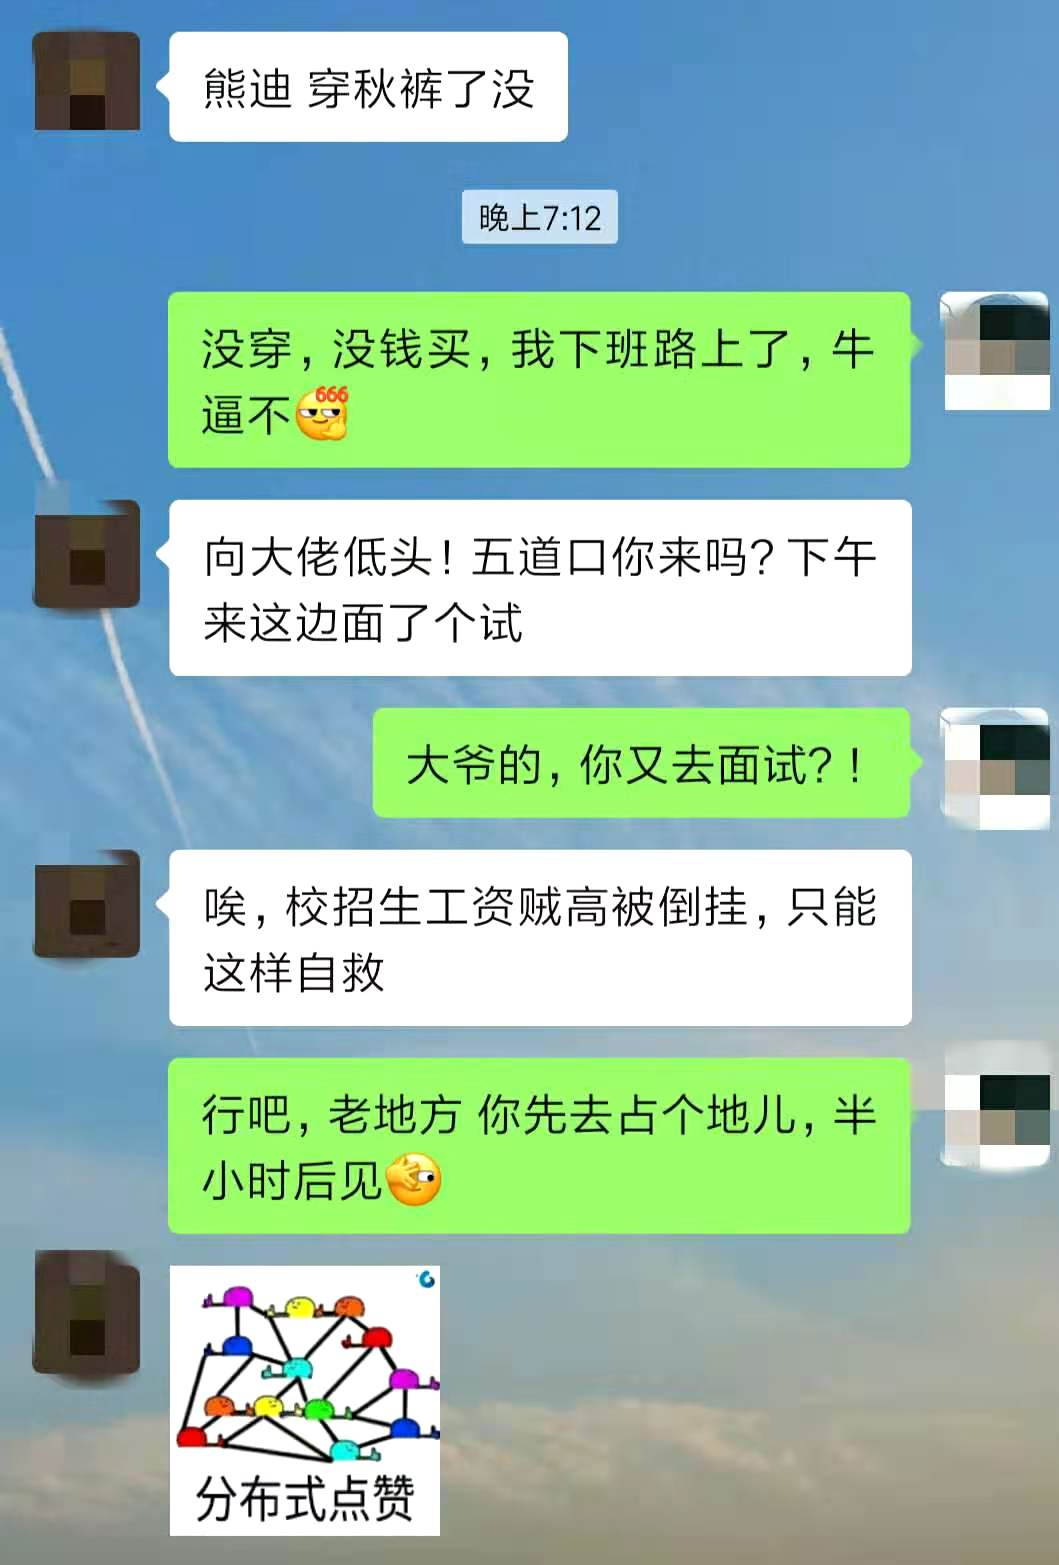 熊迪 穿秋裤了没
晚上7:12
没穿，没钱买，我下班路上了，牛
逼不
666
向大佬低头！五道口你来吗？下午
来这边面了个试
大爷的，你又去面试？！
唉，校招生工资贼高被倒挂，只能
这样自救
行吧，老地方 你先去占个地儿，半
小时后见
分布式点赞